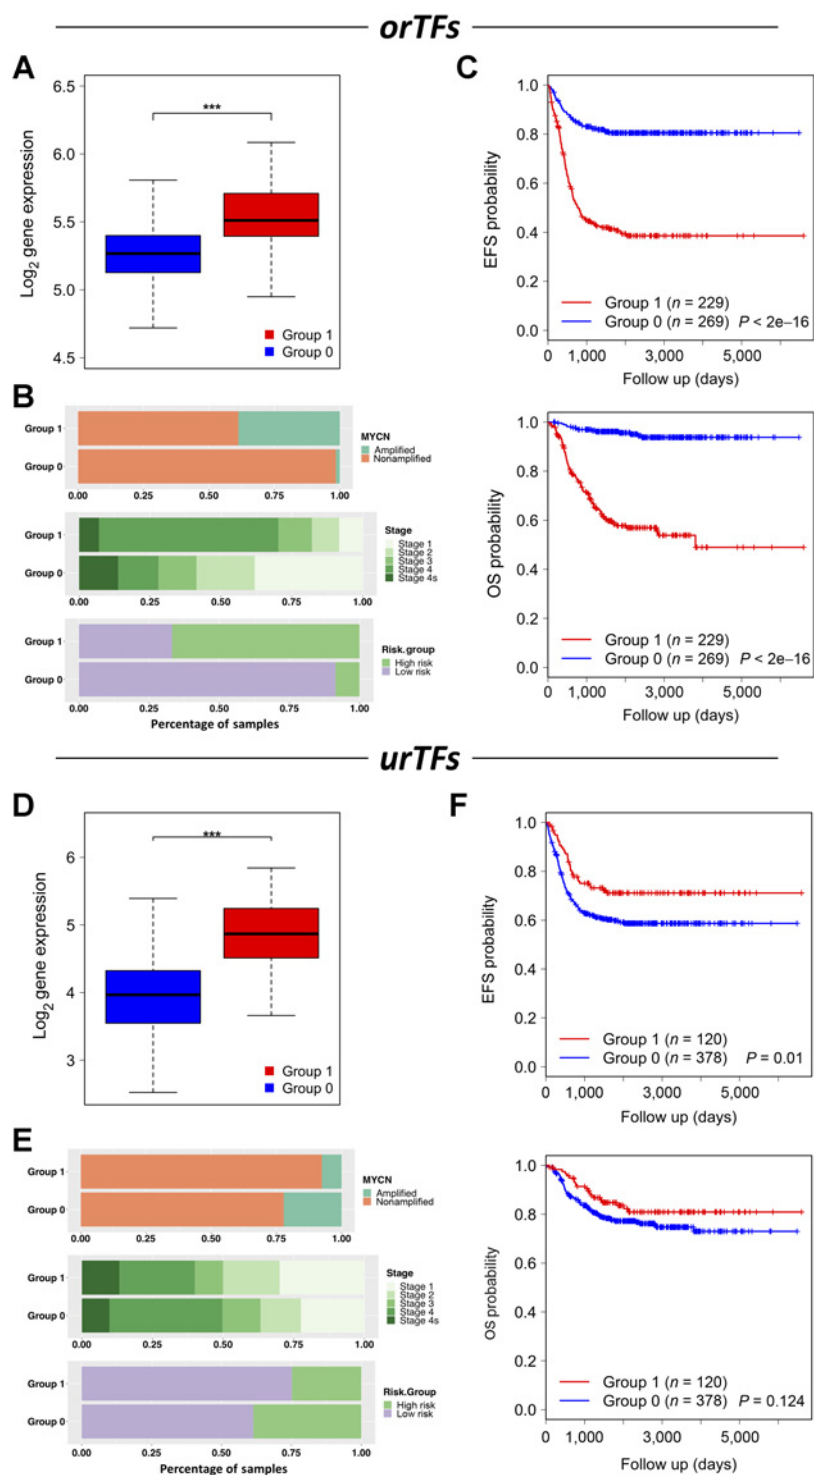 orTFs
A
Log2 gene expression
6.5
6.0
5.5
5.0
4.5
***
Group 1
Group 0
B
Group 1
Group 0
0.00 0.25 0.50 0.75 1.00
MYCN
Amplified
Nonamplified
Group 1
Group 0
0.00 0.25 0.50 0.75 1.00
Stage
Stage 1
Stage 2
Stage 3
Stage 4
Stage 4s
Group 1
Group 0
0.00 0.25 0.50 0.75 1.00
Risk.group
High risk
Low risk
Percentage of samples
C
EFS probability
1.0
0.8
0.6
0.4
0.2
0.0
Group 1 (n = 229)
Group 0 (n = 269) P < 2e–16
0 1,000 3,000 5,000
Follow up (days)
OS probability
1.0
0.8
0.6
0.4
0.2
0.0
Group 1 (n = 229)
Group 0 (n = 269) P < 2e–16
0 1,000 3,000 5,000
Follow up (days)
urTFs
D
Log2 gene expression
6
5
4
3
***
Group 1
Group 0
E
Group 1
Group 0
0.00 0.25 0.50 0.75 1.00
MYCN
Amplified
Nonamplified
Group 1
Group 0
0.00 0.25 0.50 0.75 1.00
Stage
Stage 1
Stage 2
Stage 3
Stage 4
Stage 4s
Group 1
Group 0
0.00 0.25 0.50 0.75 1.00
Risk.Group
High risk
Low risk
Percentage of samples
F
EFS probability
1.0
0.8
0.6
0.4
0.2
0.0
Group 1 (n = 120)
Group 0 (n = 378) P = 0.01
0 1,000 3,000 5,000
Follow up (days)
OS probability
1.0
0.8
0.6
0.4
0.2
0.0
Group 1 (n = 120)
Group 0 (n = 378) P = 0.124
0 1,000 3,000 5,000
Follow up (days)